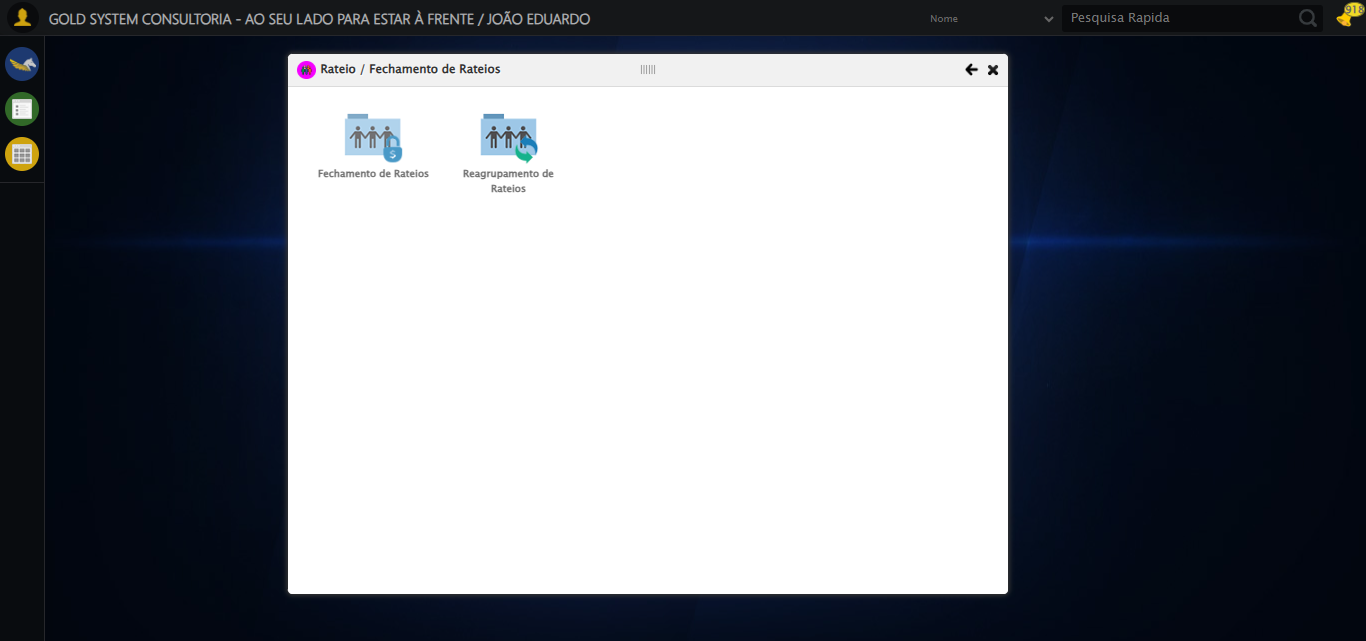 GOLD SYSTEM CONSULTORIA - AO SEU LADO PARA ESTAR À FRENTE / JOÃO EDUARDO
Nome
Pesquisa Rapida
918
Rateio / Fechamento de Rateios
$
Fechamento de Rateios
Reagrupamento de
Rateios